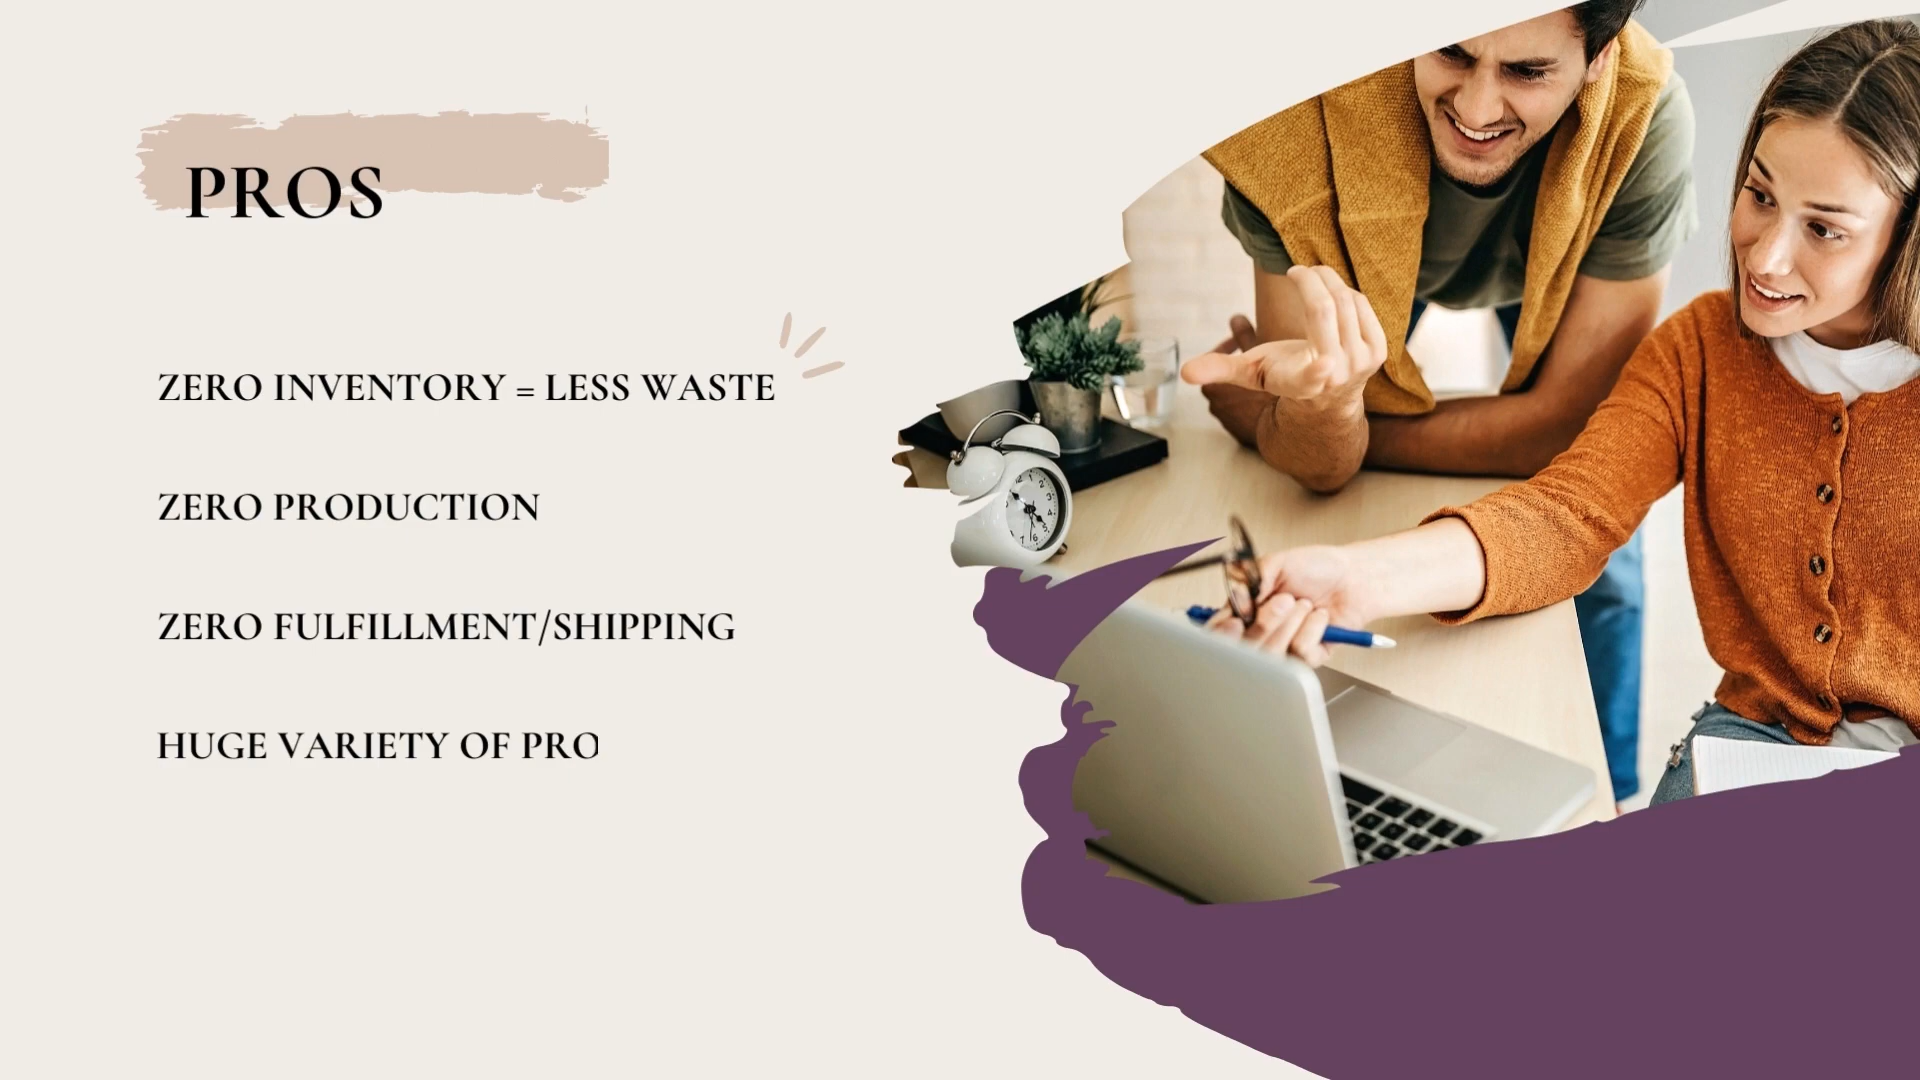 PROS
ZERO INVENTORY = LESS WASTE
ZERO PRODUCTION
ZERO FULFILLMENT/SHIPPING
HUGE VARIETY OF PRO